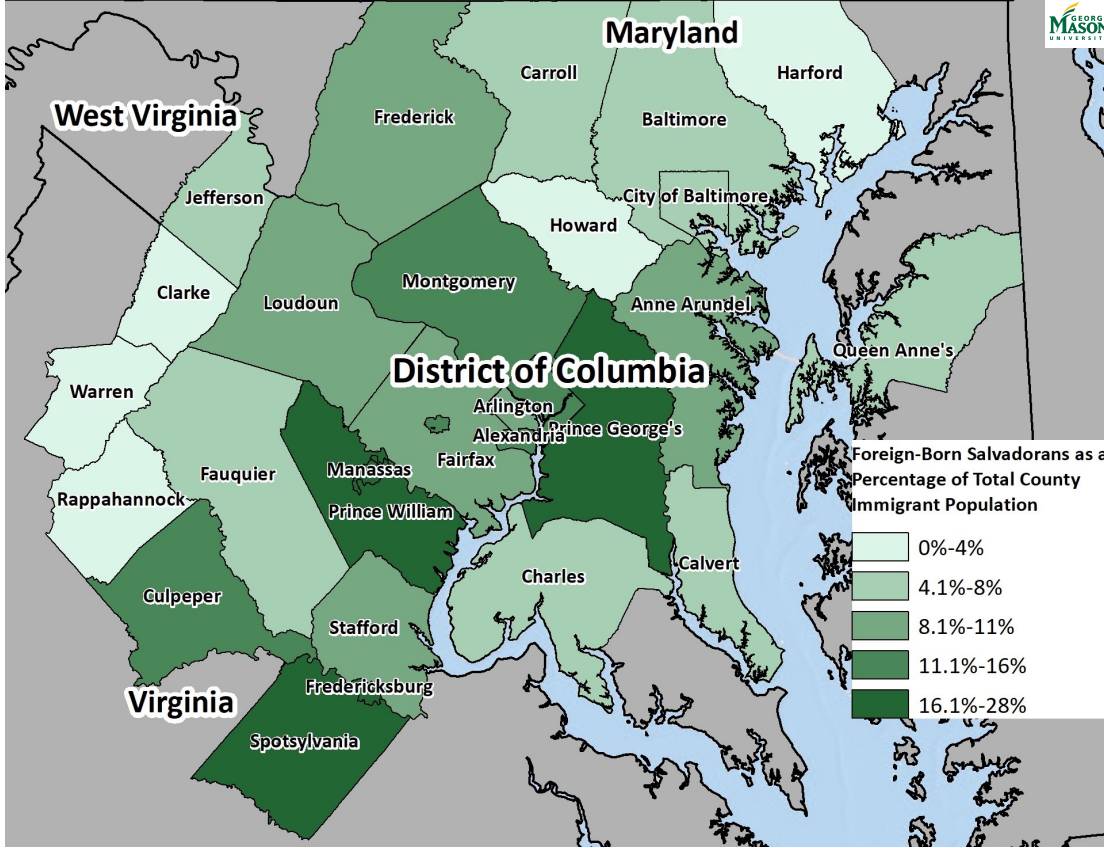 GEORGE
MASON
UNIVERSITY
Maryland
Carroll
Harford
West Virginia
Frederick
Baltimore
Jefferson
City of Baltimore
Howard
Clarke
Loudoun
Montgomery
Anne Arundel
Queen Anne's
District of Columbia
Warren
Arlington
Alexandria
Prince George's
Fairfax
Manassas
Fauquier
Rappahannock
Prince William
Foreign-Born Salvadorans as a
Percentage of Total County
Immigrant Population
0%-4%
4.1%-8%
8.1%-11%
11.1%-16%
16.1%-28%
Calvert
Charles
Culpeper
Stafford
Fredericksburg
Virginia
Spotsylvania